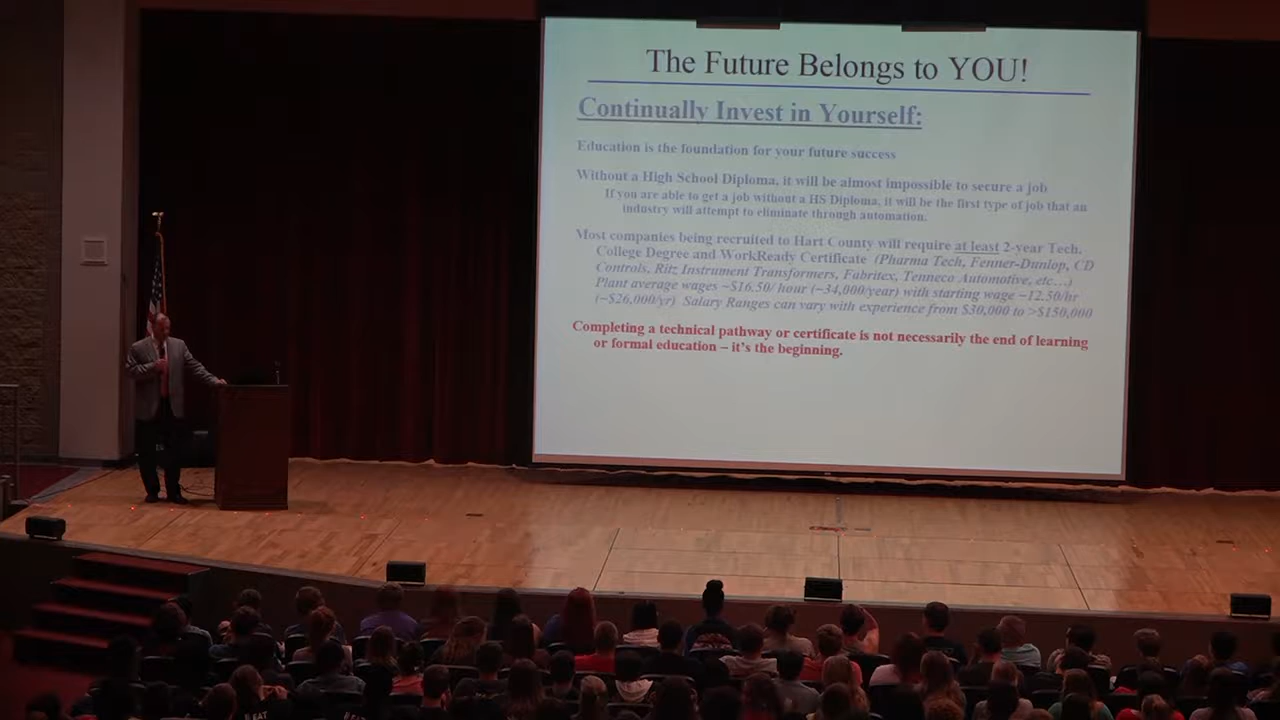 The Future Belongs to YOU!
Continually Invest in Yourself:
Education is the foundation for your future success
Without a High School Diploma, it will be almost impossible to secure a job
If you are able to get a job without a HS Diploma, it will be the first type of job that an
industry will attempt to eliminate through automation.
Most companies being recruited to Hart County will require at least 2-year Tech.
College Degree and WorkReady Certificate (Pharma Tech, Fenner-Dunlop, CD
Controls, Ritz Instrument Transformers, Fabritex, Tenneco Automotive, etc…)
Plant average wages ~$16.50/ hour (~34,000/year) with starting wage ~12.50/hr
(~$26,000/yr) Salary Ranges can vary with experience from $30,000 to >$150,000
Completing a technical pathway or certificate is not necessarily the end of learning
or formal education – it's the beginning.